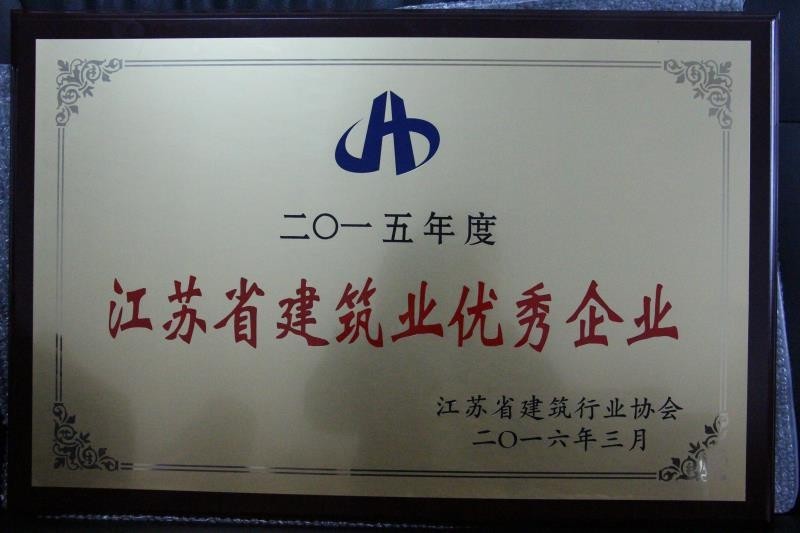 二〇一五年度
江苏省建筑业优秀企业
江苏省建筑行业协会
二〇一六年三月